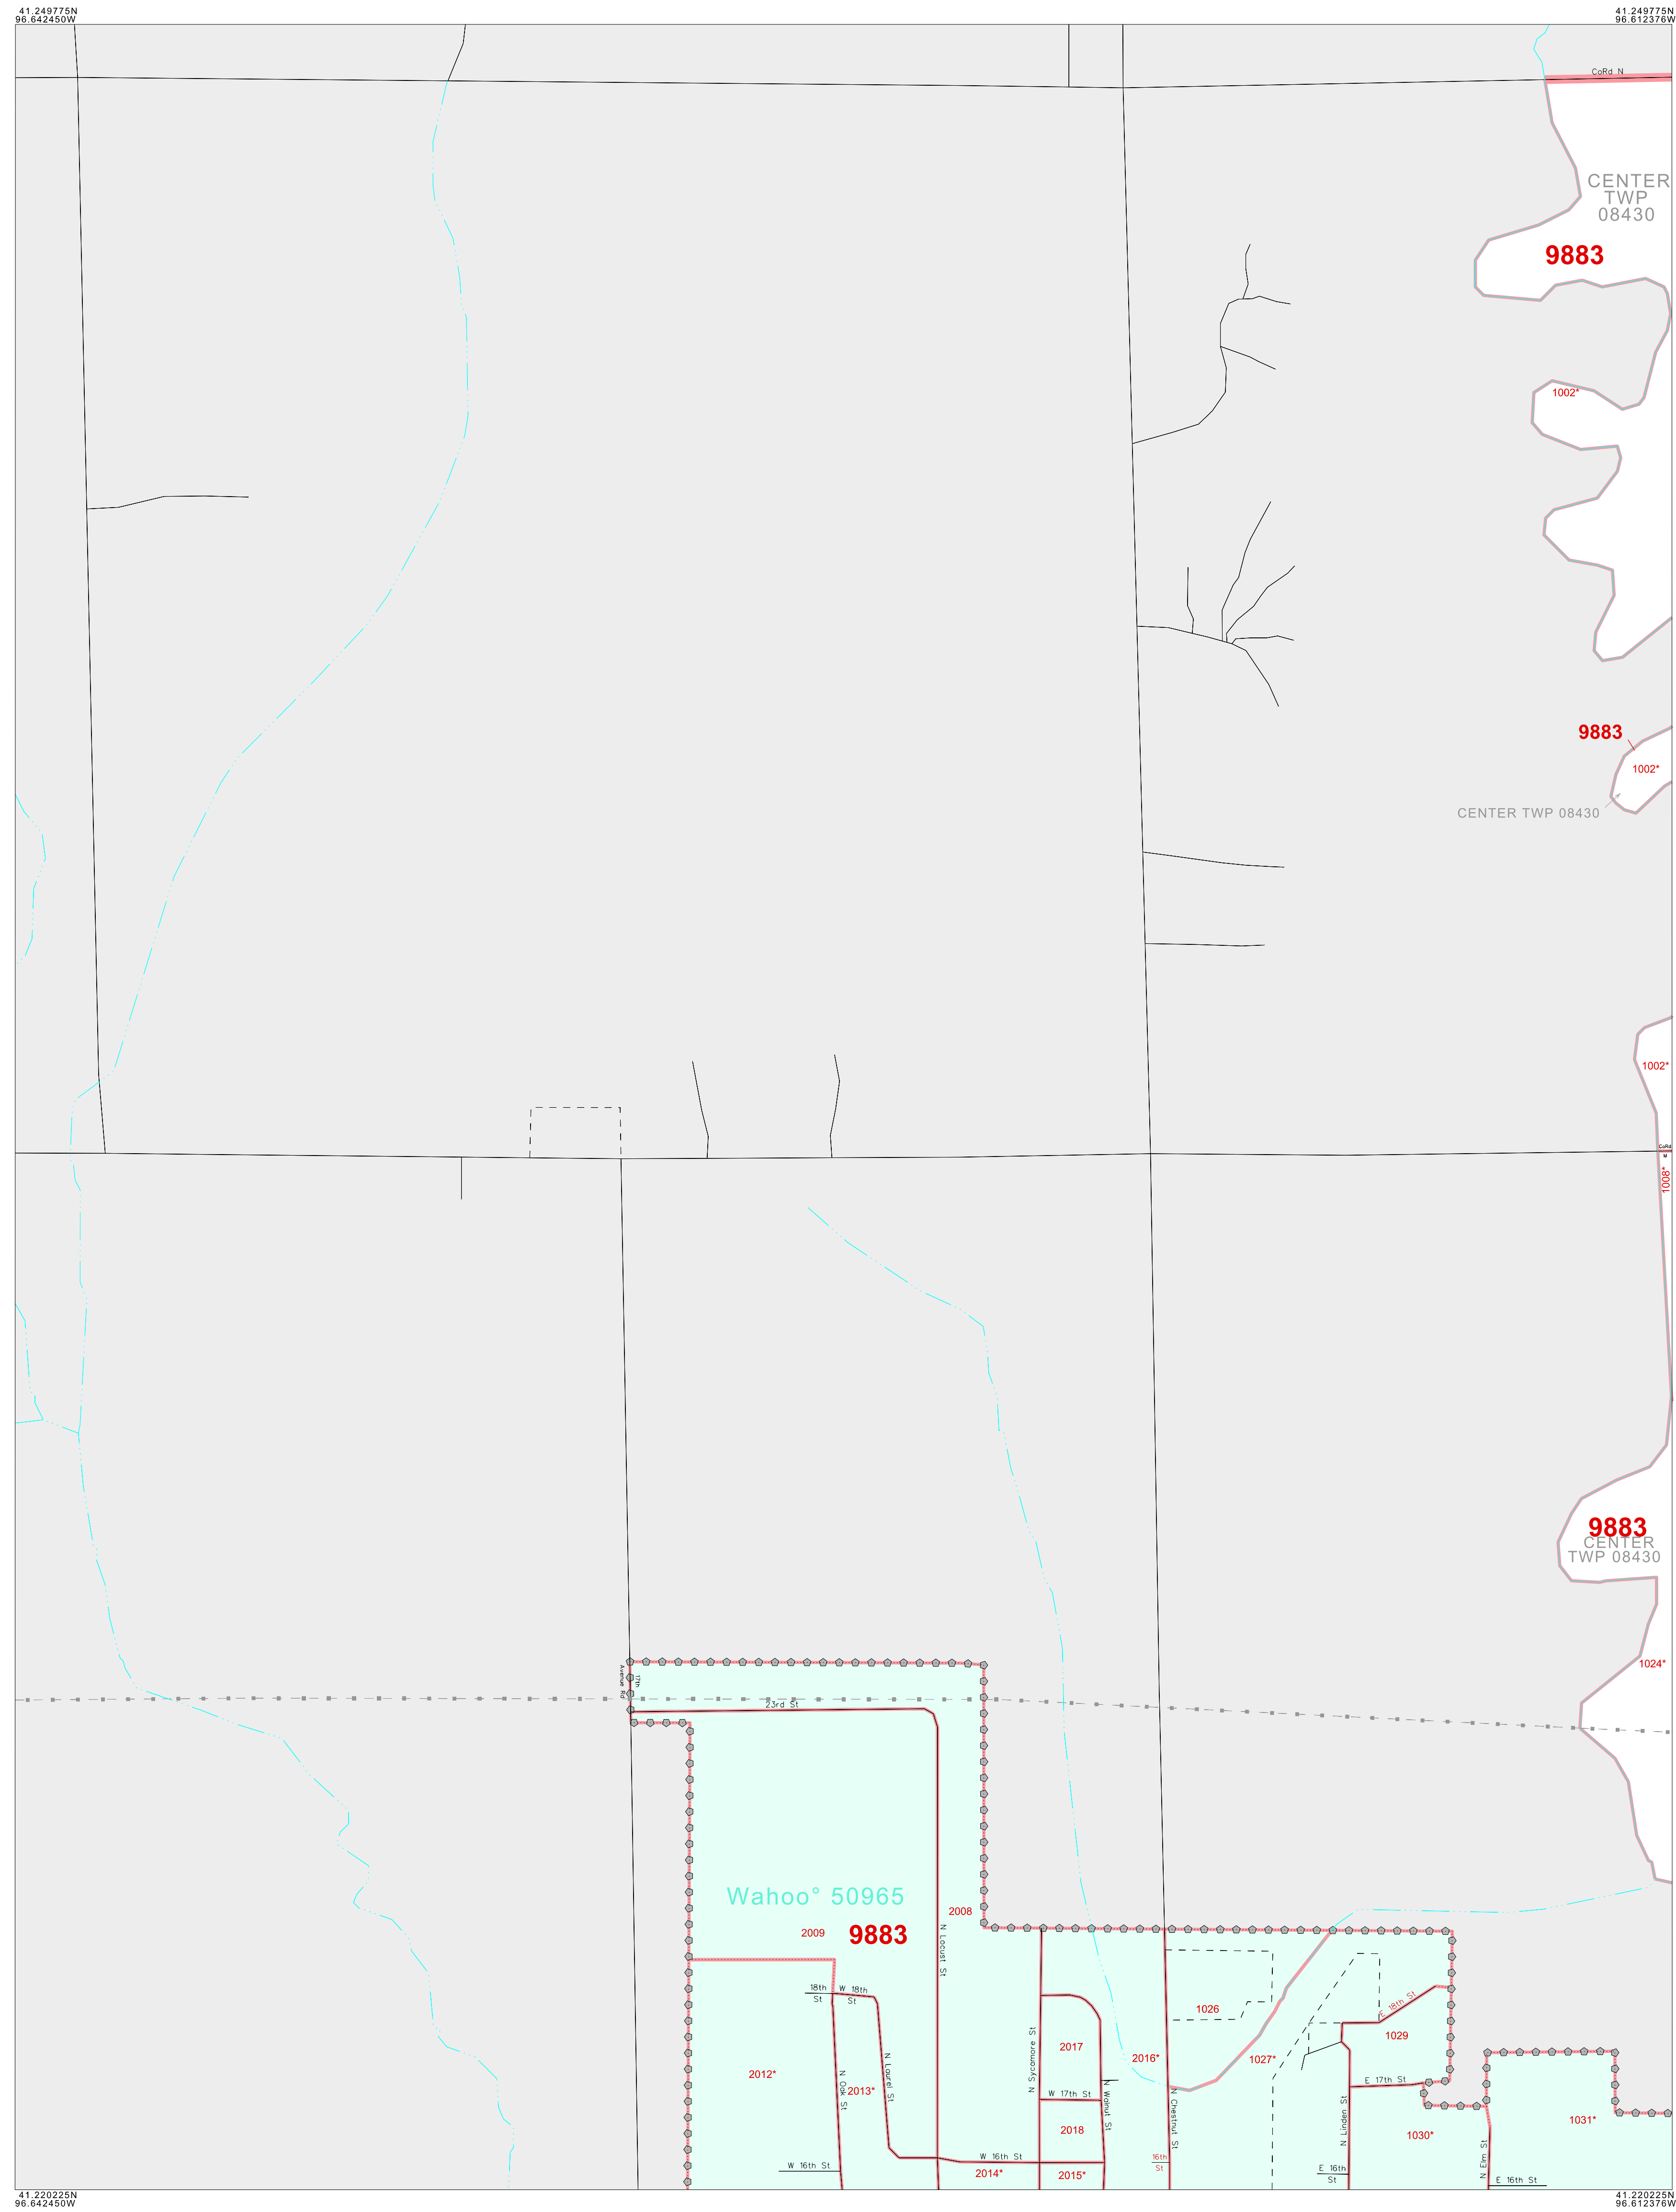 41.249775N
96.642450W
41.249775N
96.612376W
CoRd N
CENTER
TWP
08430
9883
1002*
9883
1002*
CENTER TWP 08430
1002*
CoRd
M
1008*
9883
CENTER
TWP 08430
1024*
17th
Avenue Rd
23rd St
Wahoo° 50965
2008
2009
9883
N Locust St
18th
St
W 18th
St
1026
E 18th St
2017
1029
N Sycamore St
2016*
1027*
2012*
N Oak St
2013*
N Laurel St
E 17th St
W 17th St
N Walnut St
N Chestnut St
N Linden St
1031*
2018
1030*
N Elm St
W 16th St
16th
St
W 16th St
2014*
2015*
E 16th
St
E 16th St
41.220225N
96.642450W
41.220225N
96.612376W